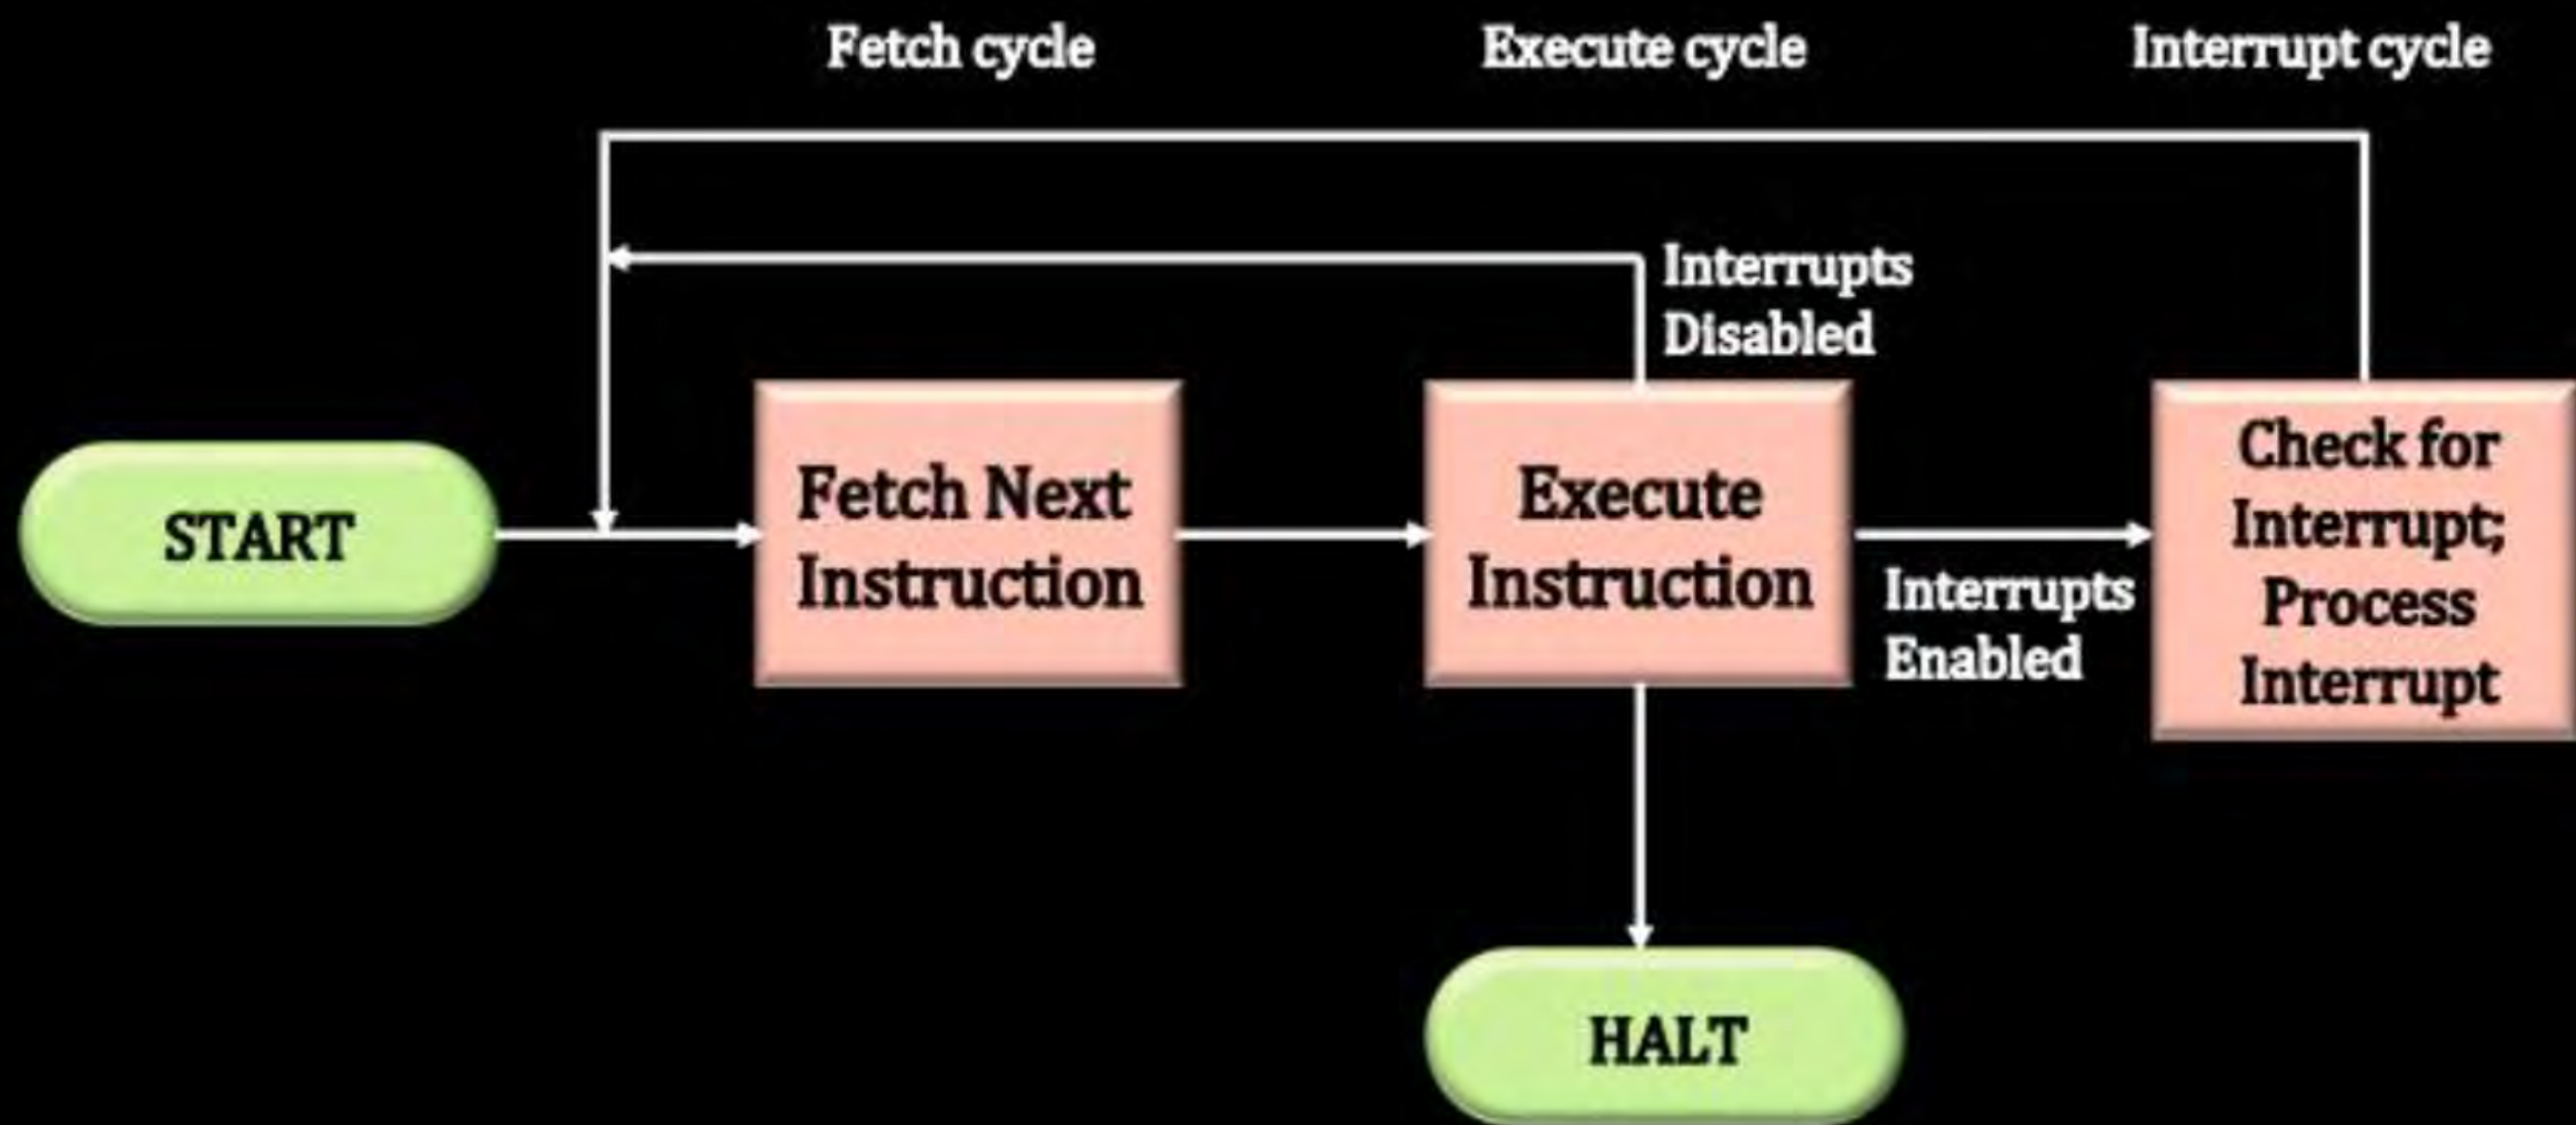 Fetch cycle
Execute cycle
Interrupt cycle
Interrupts
Disabled
START
Fetch Next
Instruction
Execute
Instruction
Interrupts
Enabled
Check for
Interrupt;
Process
Interrupt
HALT